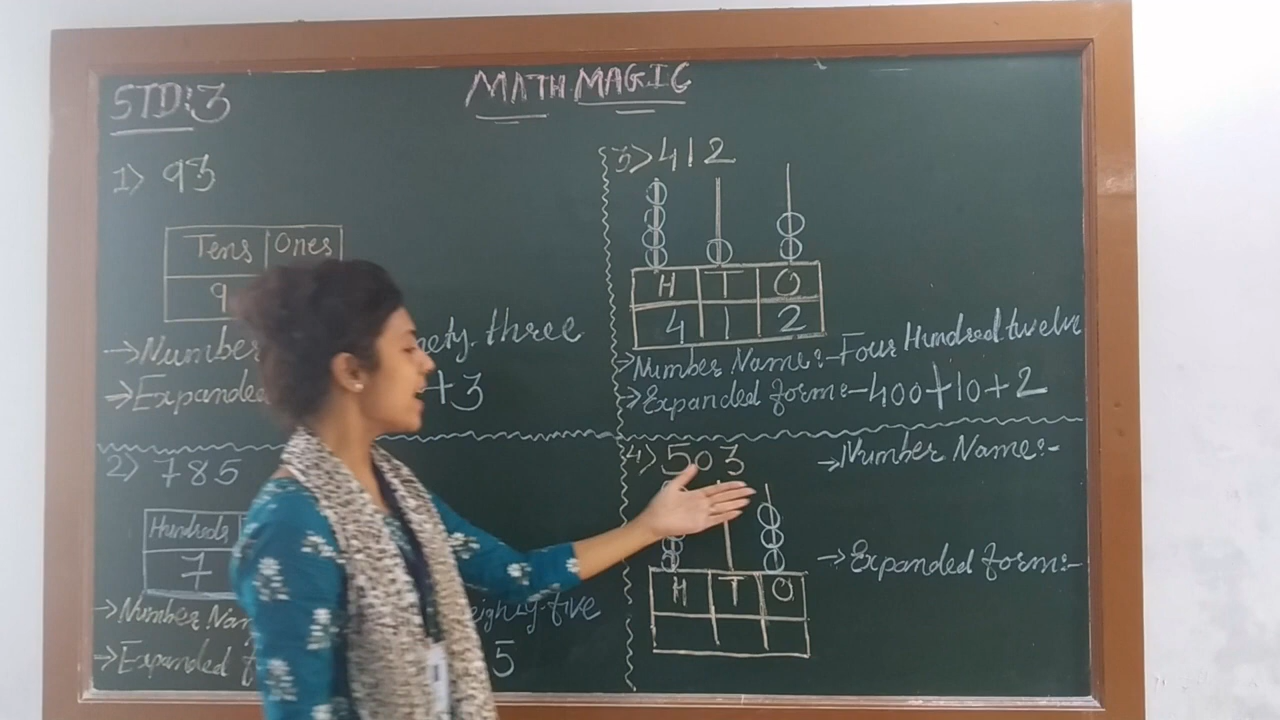 STD:3
MATH MAGIC
1) 93
Tens Ones
9
→Number nety three
→Expanded +3
2) 785
Hundreds
7
→Number Nam eighty-five
→Expanded f 5
3) 412
H T O
4 1 2
→Number Name:-Four Hundred twelve
→Expanded form:-400+10+2
4) 503
H T O
→Number Name:-
→Expanded form:-